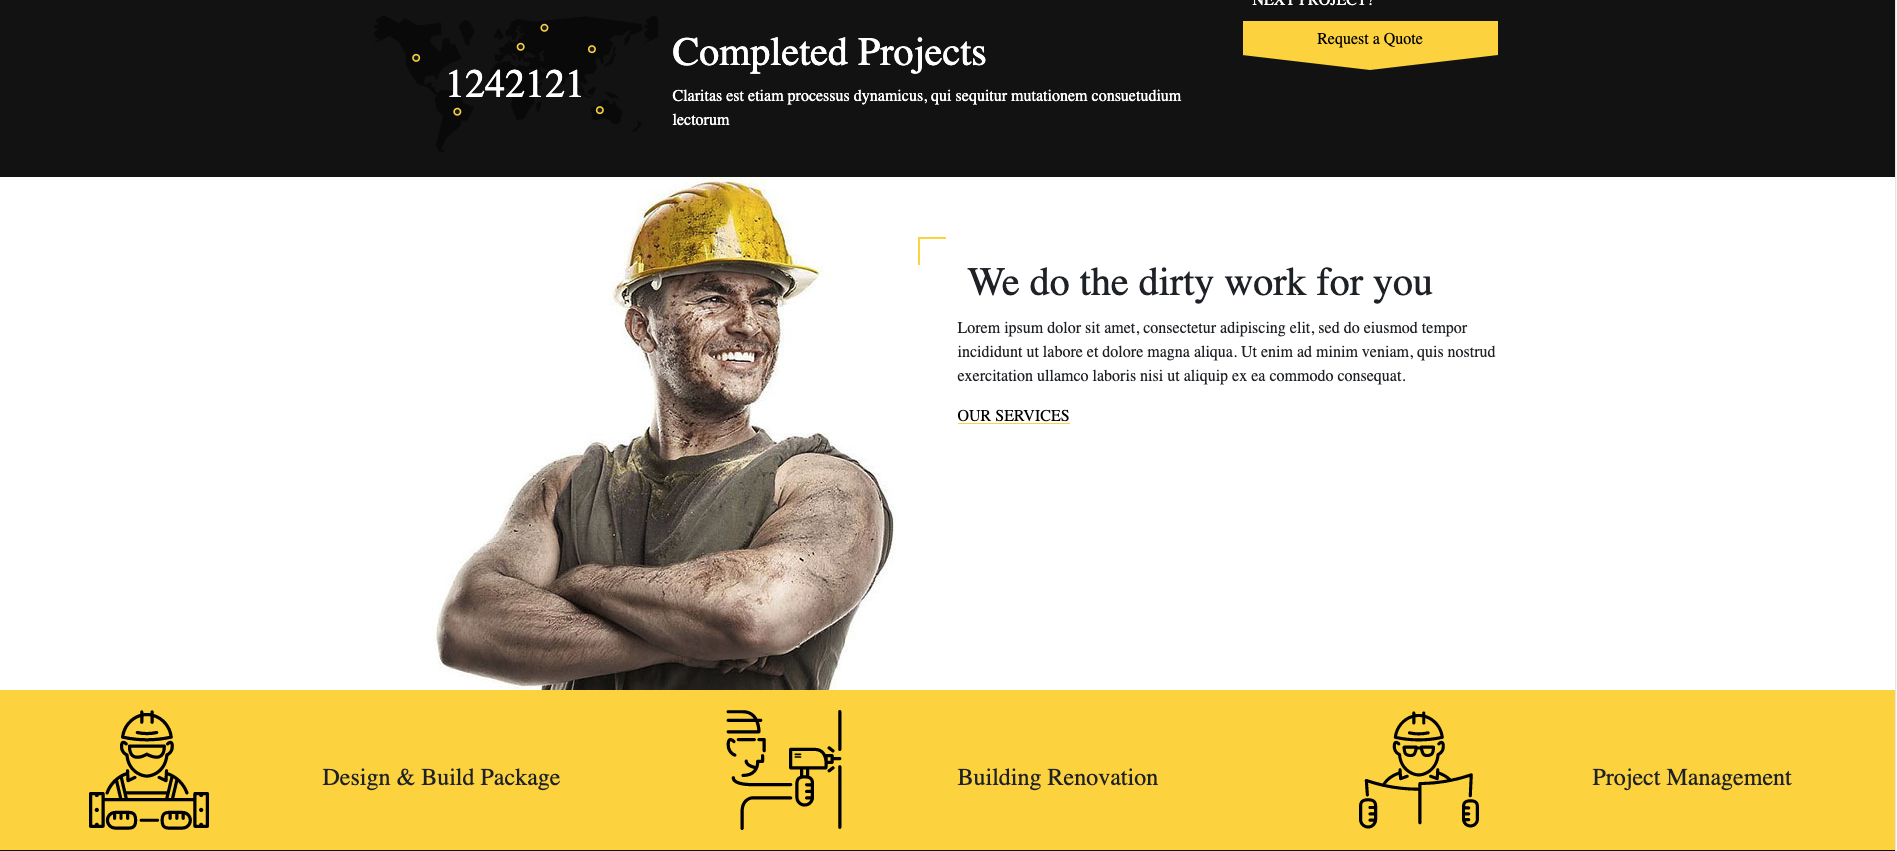 NEXT PROJECT?
Request a Quote
1242121
Completed Projects
Claritas est etiam processus dynamicus, qui sequitur mutationem consuetudium
lectorum
We do the dirty work for you
Lorem ipsum dolor sit amet, consectetur adipiscing elit, sed do eiusmod tempor
incididunt ut labore et dolore magna aliqua. Ut enim ad minim veniam, quis nostrud
exercitation ullamco laboris nisi ut aliquip ex ea commodo consequat.
OUR SERVICES
Design & Build Package
Building Renovation
Project Management